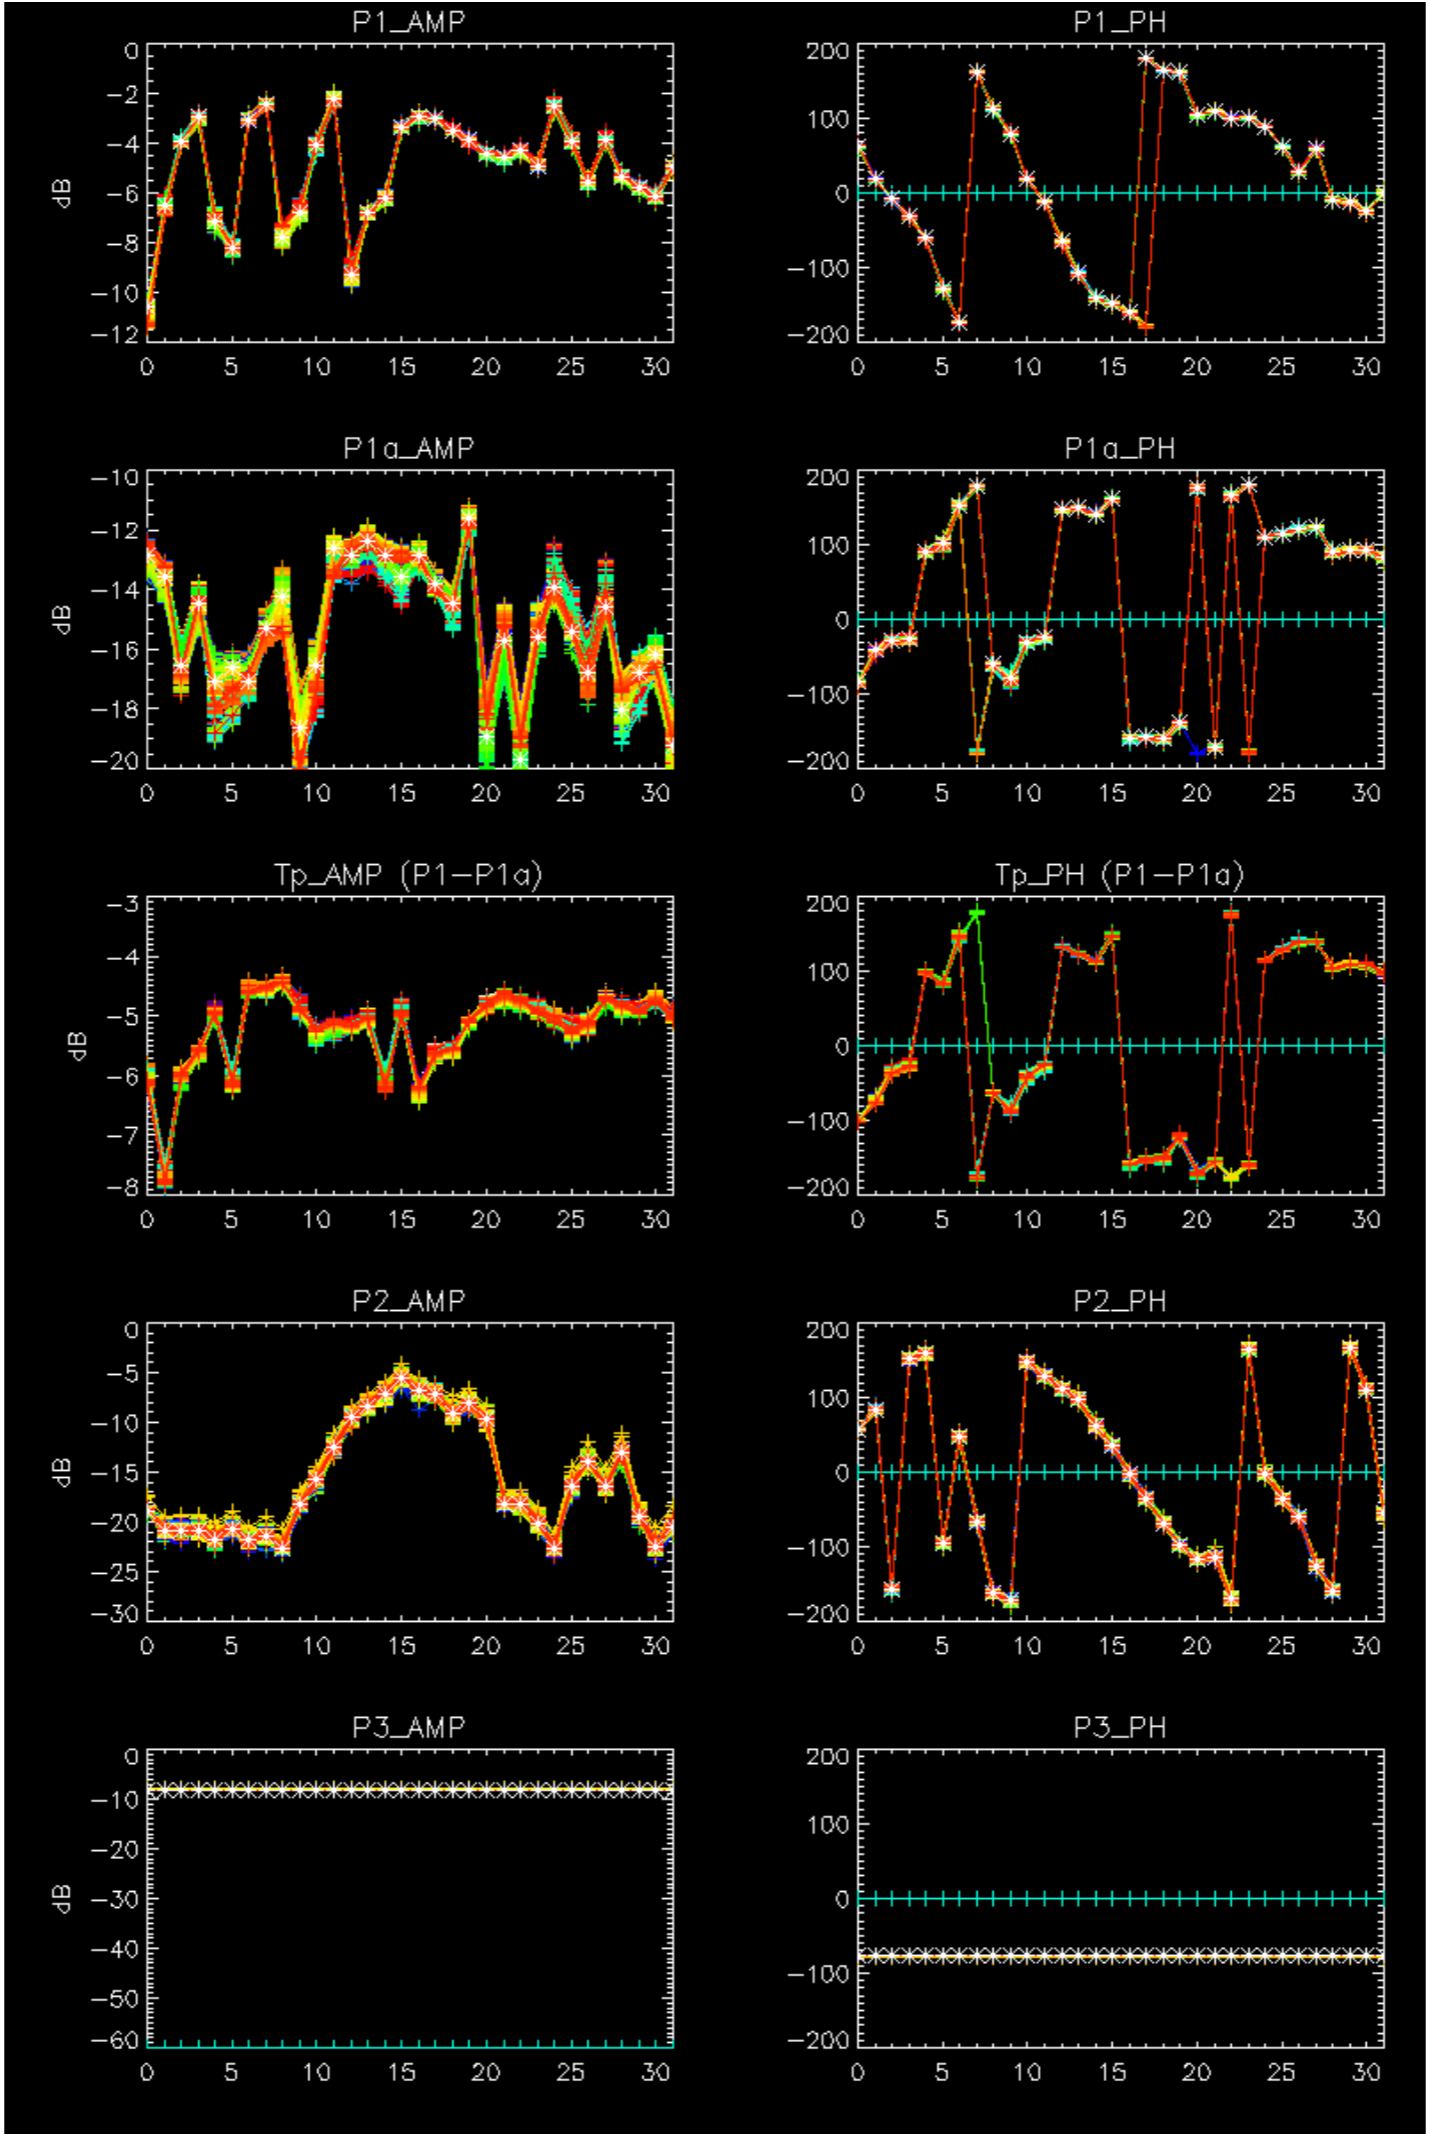 P1_AMP P1_PH
0 200
−2
100
−4
dB −6 0
−8
−100
−10
−12 −200
0 5 10 15 20 25 30 0 5 10 15 20 25 30
P1a_AMP P1a_PH
−10 200
−12 100
−14
dB 0
−16
−100
−18
−20 −200
0 5 10 15 20 25 30 0 5 10 15 20 25 30
Tp_AMP (P1−P1a) Tp_PH (P1−P1a)
−3 200
−4 100
−5 0
dB
−6 −100
−7
−8 −200
0 5 10 15 20 25 30 0 5 10 15 20 25 30
P2_AMP P2_PH
0 200
−5
100
−10
dB −15 0
−20
−100
−25
−30 −200
0 5 10 15 20 25 30 0 5 10 15 20 25 30
P3_AMP P3_PH
0 200
−10
100
−20
dB −30 0
−40
−100
−50
−60 −200
0 5 10 15 20 25 30 0 5 10 15 20 25 30